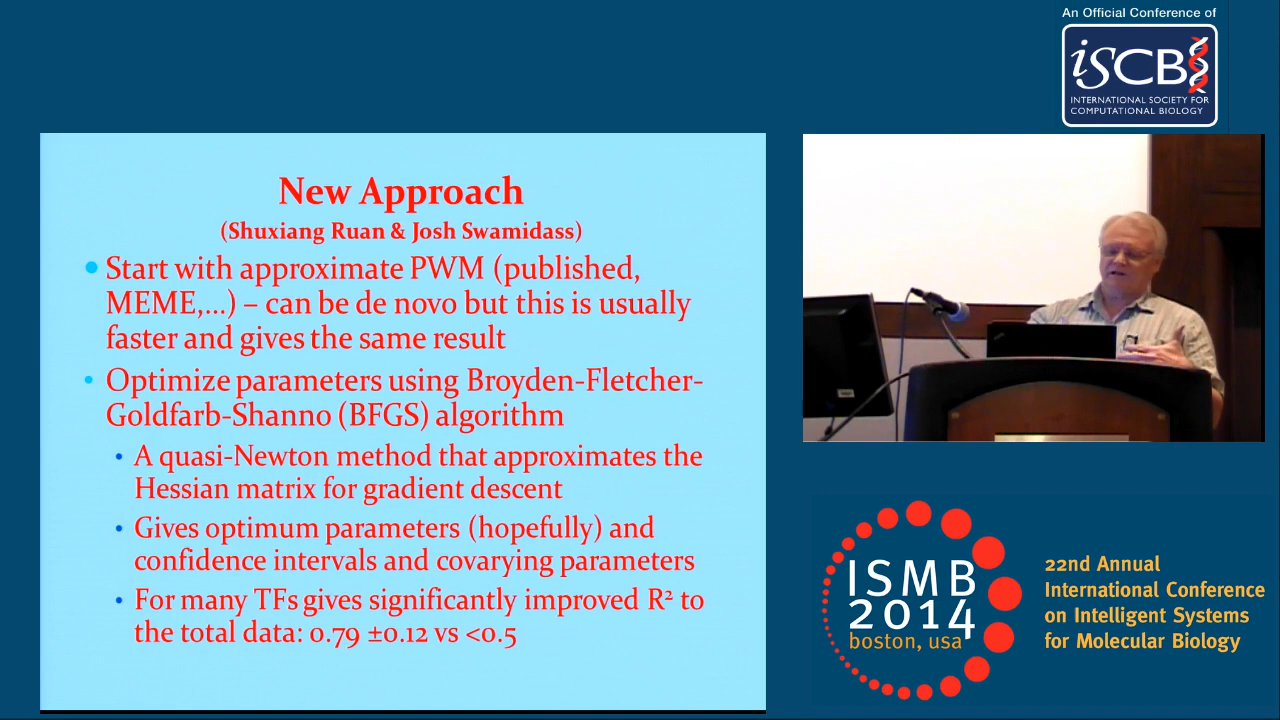 An Official Conference of
iSCB
INTERNATIONAL SOCIETY FOR
COMPUTATIONAL BIOLOGY
New Approach
(Shuxiang Ruan & Josh Swamidass)
• Start with approximate PWM (published,
MEME,...) – can be de novo but this is usually
faster and gives the same result
• Optimize parameters using Broyden-Fletcher-
Goldfarb-Shanno (BFGS) algorithm
• A quasi-Newton method that approximates the
Hessian matrix for gradient descent
• Gives optimum parameters (hopefully) and
confidence intervals and covarying parameters
• For many TFs gives significantly improved R² to
the total data: 0.79 ±0.12 vs <0.5
ISMB
2014
boston, usa
22nd Annual
International Conference
on Intelligent Systems
for Molecular Biology